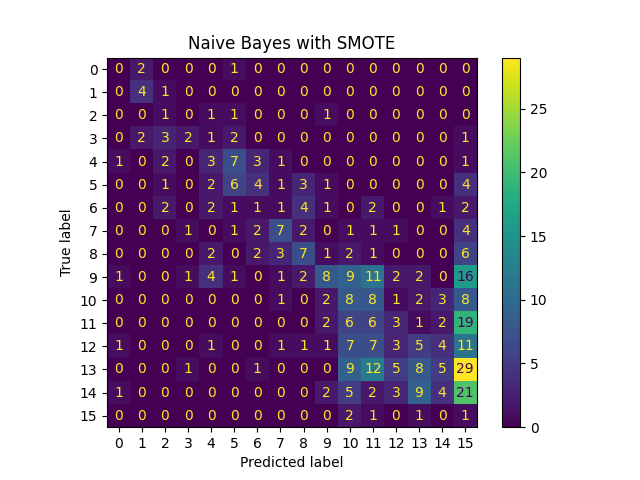 Naive Bayes with SMOTE
0 0 2 0 0 0 1 0 0 0 0 0 0 0 0 0 0
1 0 4 1 0 0 0 0 0 0 0 0 0 0 0 0 0
2 0 0 1 0 1 1 0 0 0 1 0 0 0 0 0 0
3 0 2 3 2 1 2 0 0 0 0 0 0 0 0 0 1
4 1 0 2 0 3 7 3 1 0 0 0 0 0 0 0 1
5 0 0 1 0 2 6 4 1 3 1 0 0 0 0 0 4
6 0 0 2 0 2 1 1 1 4 1 0 2 0 0 1 2
7 0 0 0 1 0 1 2 7 2 0 1 1 1 0 0 4
8 0 0 0 0 2 0 2 3 7 1 2 1 0 0 0 6
9 1 0 0 1 4 1 0 1 2 8 9 11 2 2 0 16
10 0 0 0 0 0 0 0 1 0 2 8 8 1 2 3 8
11 0 0 0 0 0 0 0 0 0 2 6 6 3 1 2 19
12 1 0 0 0 1 0 0 1 1 1 7 7 3 5 4 11
13 0 0 0 1 0 0 1 0 0 0 9 12 5 8 5 29
14 1 0 0 0 0 0 0 0 0 2 5 2 3 9 4 21
15 0 0 0 0 0 0 0 0 0 0 2 1 0 1 0 1
0 1 2 3 4 5 6 7 8 9 10 11 12 13 14 15
Predicted label
True label
25
20
15
10
5
0